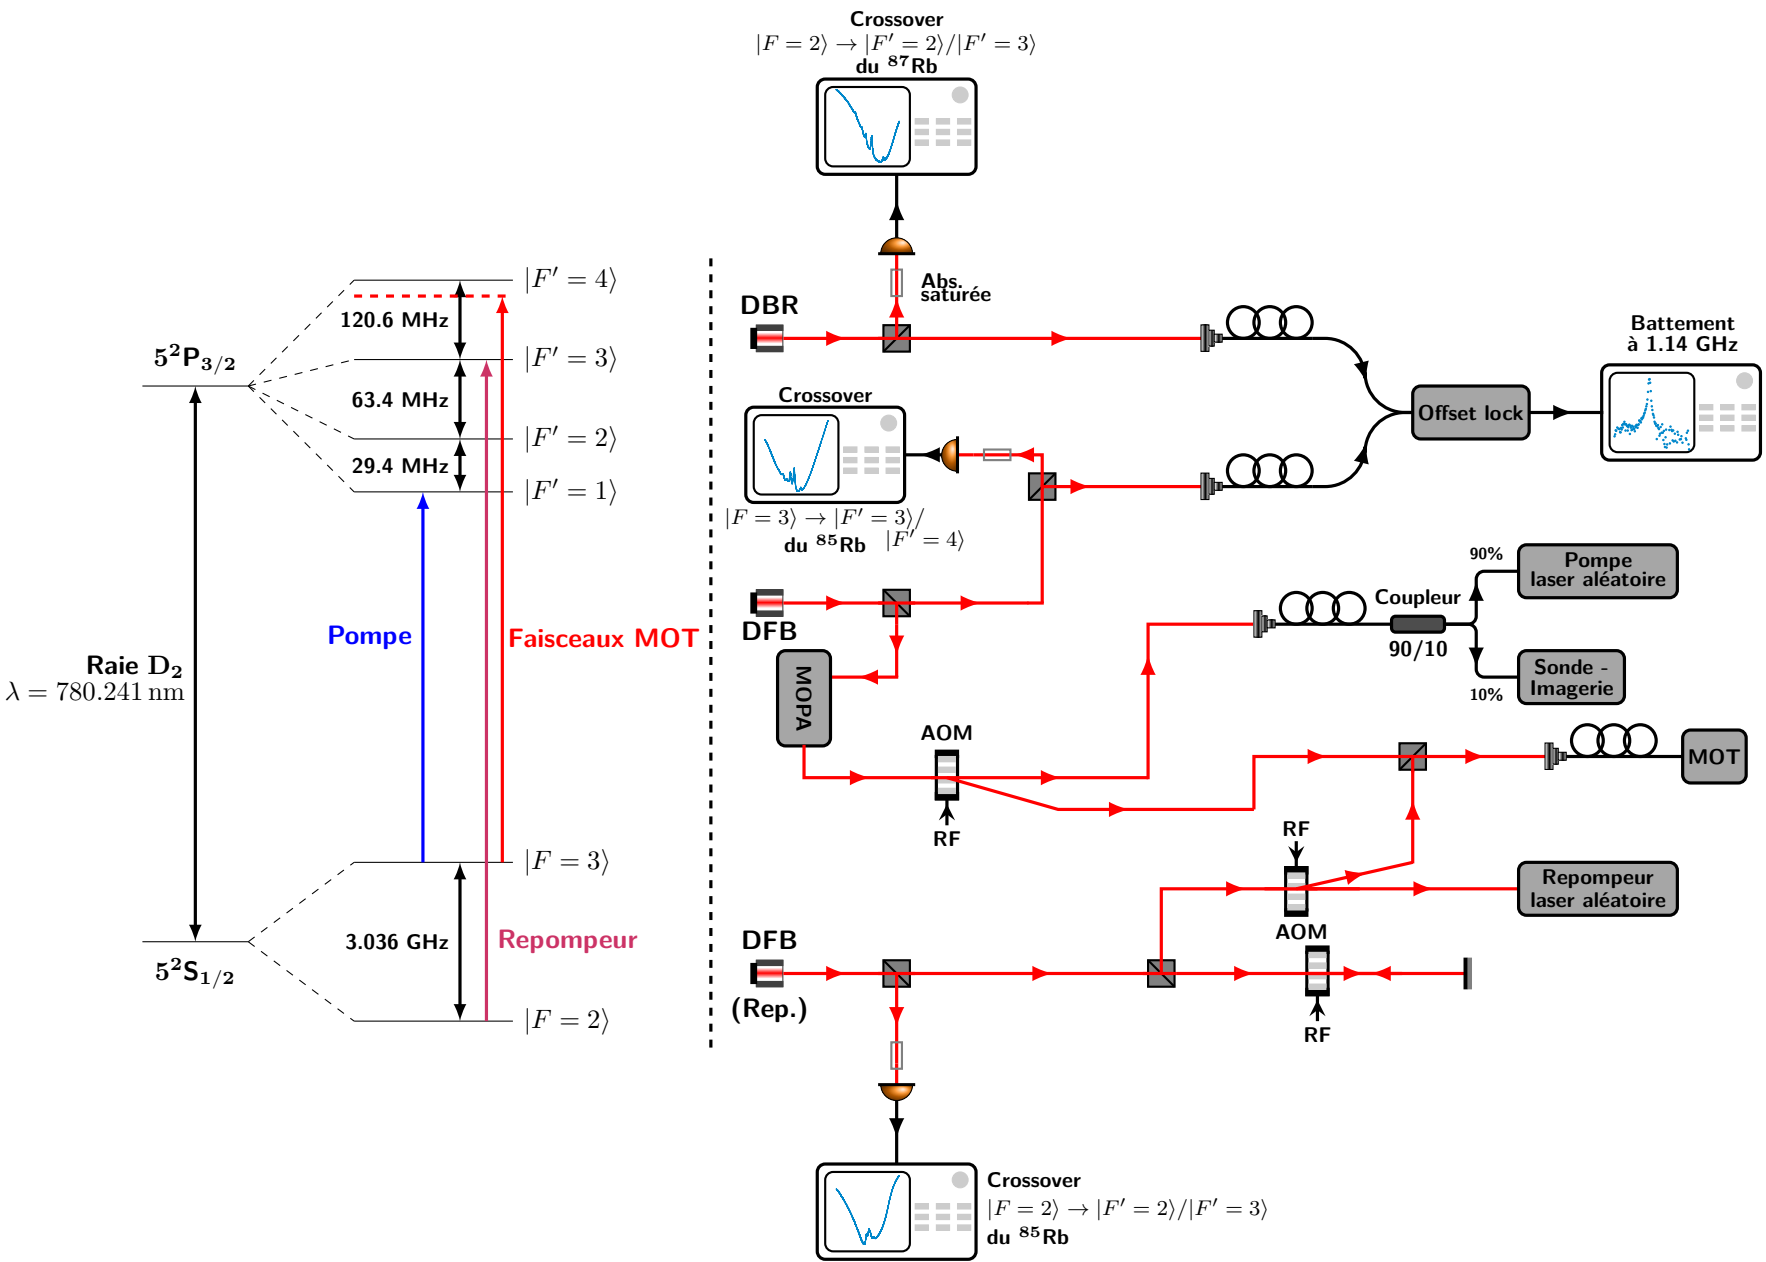 Crossover
|F = 2⟩ → |F′ = 2⟩/|F′ = 3⟩
du ⁸⁷Rb
Abs.
saturée
DBR
Battement
à 1.14 GHz
Offset lock
Crossover
|F = 3⟩ → |F′ = 3⟩/
|F′ = 4⟩
du ⁸⁵Rb
DFB
MOPA
AOM
RF
Coupleur
90/10
90%
Pompe
laser aléatoire
10%
Sonde -
Imagerie
MOT
RF
AOM
Repompeur
laser aléatoire
DFB
(Rep.)
RF
Crossover
|F = 2⟩ → |F′ = 2⟩/|F′ = 3⟩
du ⁸⁵Rb
|F′ = 4⟩
120.6 MHz
5²P₃/₂
|F′ = 3⟩
63.4 MHz
|F′ = 2⟩
29.4 MHz
|F′ = 1⟩
Pompe
Faisceaux MOT
Raie D₂
λ = 780.241 nm
|F = 3⟩
3.036 GHz
Repompeur
5²S₁/₂
|F = 2⟩